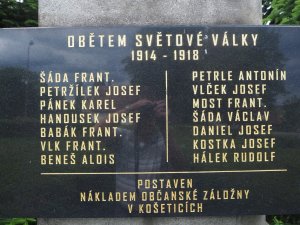 OBĚTEM SVĚTOVÉ VÁLKY
1914 - 1918
ŠÁDA FRANT.
PETRŽÍLEK JOSEF
PÁNEK KAREL
HANOUSEK JOSEF
BABÁK FRANT.
VLK FRANT.
BENEŠ ALOIS
PETRLE ANTONÍN
VLČEK JOSEF
MOST FRANT.
ŠÁDA VÁCLAV
DANIEL JOSEF
KOSTKA JOSEF
HÁLEK RUDOLF
POSTAVEN
NÁKLADEM OBČANSKÉ ZÁLOŽNY
V KOŠETICÍCH